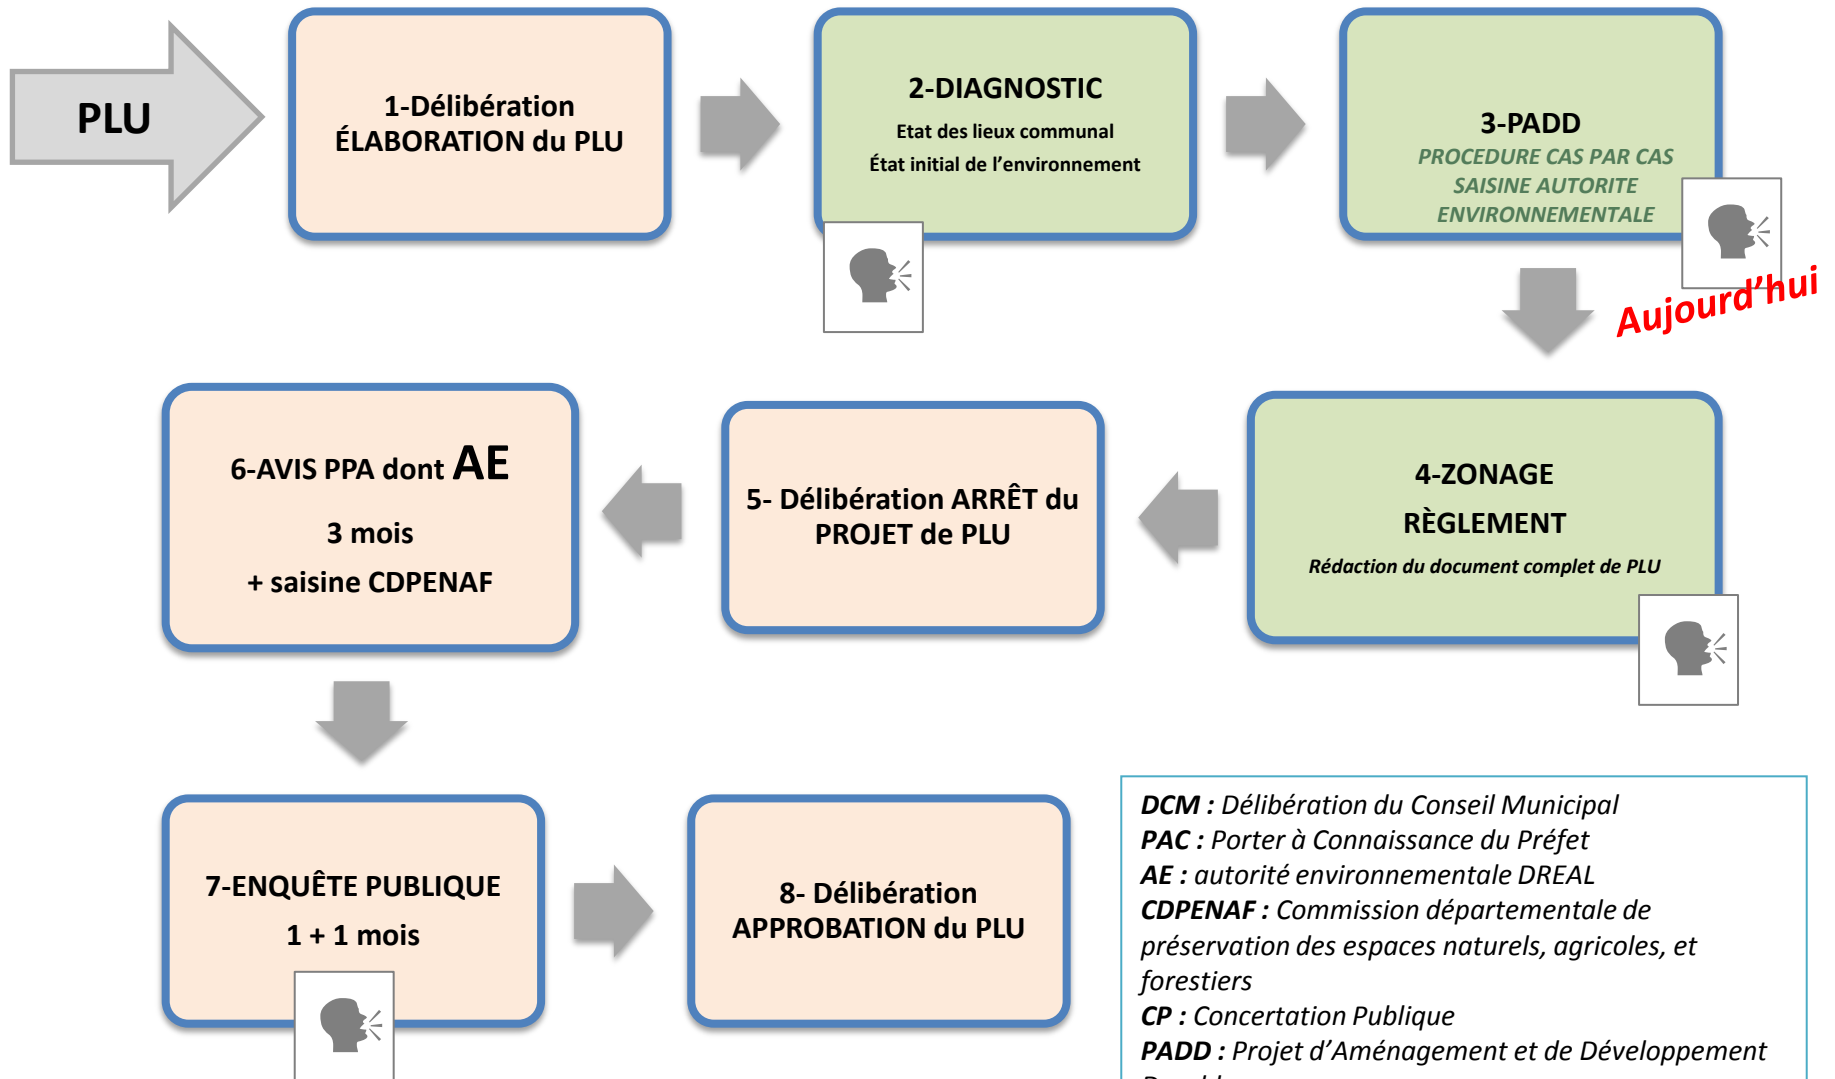 PLU
1-Délibération
ÉLABORATION du PLU
2-DIAGNOSTIC
Etat des lieux communal
État initial de l'environnement
3-PADD
PROCEDURE CAS PAR CAS
SAISINE AUTORITE
ENVIRONNEMENTALE
Aujourd'hui
4-ZONAGE
RÈGLEMENT
Rédaction du document complet de PLU
5- Délibération ARRÊT du
PROJET de PLU
6-AVIS PPA dont AE
3 mois
+ saisine CDPENAF
7-ENQUÊTE PUBLIQUE
1 + 1 mois
8- Délibération
APPROBATION du PLU
DCM : Délibération du Conseil Municipal
PAC : Porter à Connaissance du Préfet
AE : autorité environnementale DREAL
CDPENAF : Commission départementale de
préservation des espaces naturels, agricoles, et
forestiers
CP : Concertation Publique
PADD : Projet d'Aménagement et de Développement